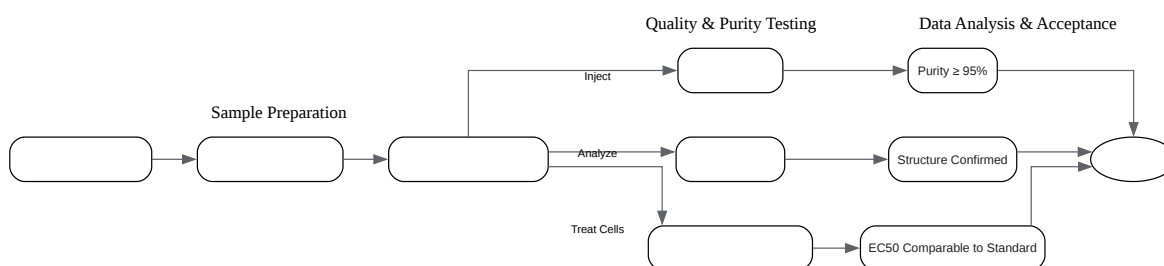 Quality & Purity Testing
Data Analysis & Acceptance
Inject
Purity ≥ 95%
Sample Preparation
Analyze
Structure Confirmed
Treat Cells
EC50 Comparable to Standard